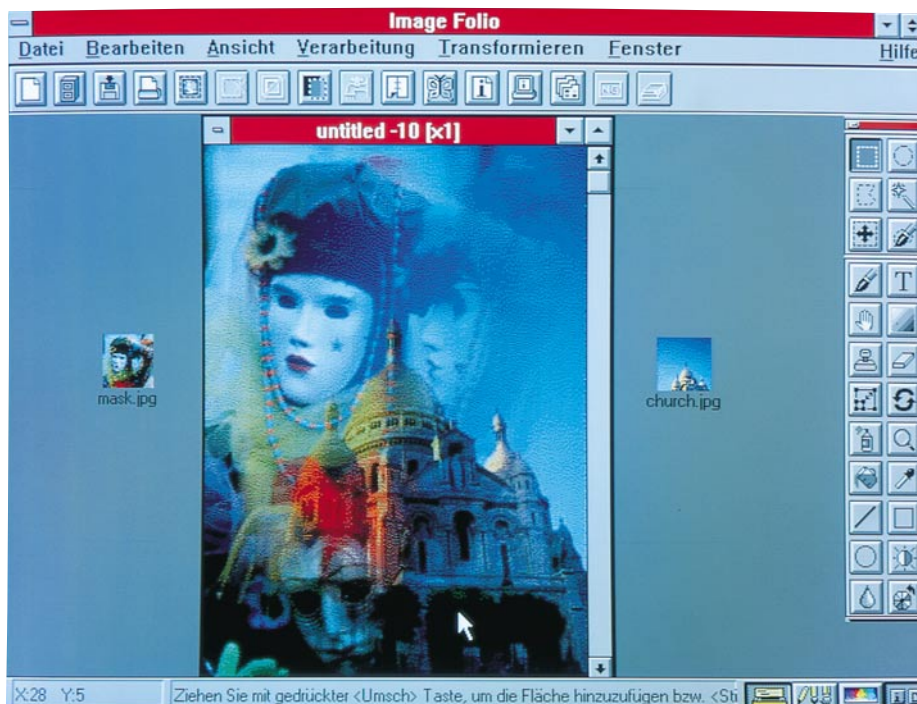 Image Folio
Datei Bearbeiten Ansicht Verarbeitung Transformieren Fenster Hilfe
untitled -10 [x1]
mask.jpg
church.jpg
X:28 Y:5 Ziehen Sie mit gedrückter <Umsch> Taste, um die Fläche hinzuzufügen bzw. <Sti